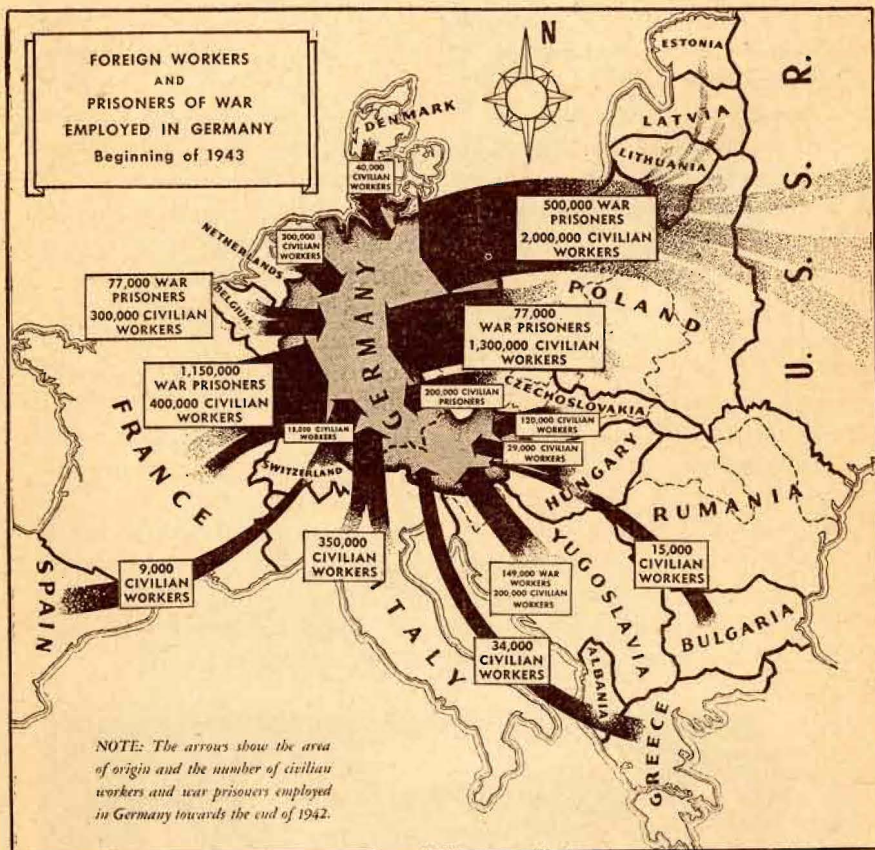 FOREIGN WORKERS
AND
PRISONERS OF WAR
EMPLOYED IN GERMANY
Beginning of 1943
N
ESTONIA
LATVIA
LITHUANIA
U. S. S. R.
DENMARK
40,000
CIVILIAN
WORKERS
500,000 WAR
PRISONERS
2,000,000 CIVILIAN
WORKERS
NETHERLANDS
300,000
CIVILIAN
WORKERS
BELGIUM
77,000 WAR
PRISONERS
300,000 CIVILIAN
WORKERS
GERMANY
POLAND
77,000
WAR PRISONERS
1,300,000 CIVILIAN
WORKERS
1,150,000
WAR PRISONERS
400,000 CIVILIAN
WORKERS
FRANCE
200,000 CIVILIAN
PRISONERS
CZECHOSLOVAKIA
120,000 CIVILIAN
WORKERS
CIVILIAN
WORKERS
29,000 CIVILIAN
WORKERS
SWITZERLAND
HUNGARY
RUMANIA
SPAIN
9,000
CIVILIAN
WORKERS
350,000
CIVILIAN
WORKERS
ITALY
149,000 WAR
WORKERS
200,000 CIVILIAN
WORKERS
YUGOSLAVIA
15,000
CIVILIAN
WORKERS
BULGARIA
34,000
CIVILIAN
WORKERS
ALBANIA
GREECE
NOTE: The arrows show the area
of origin and the number of civilian
workers and war prisoners employed
in Germany towards the end of 1942.